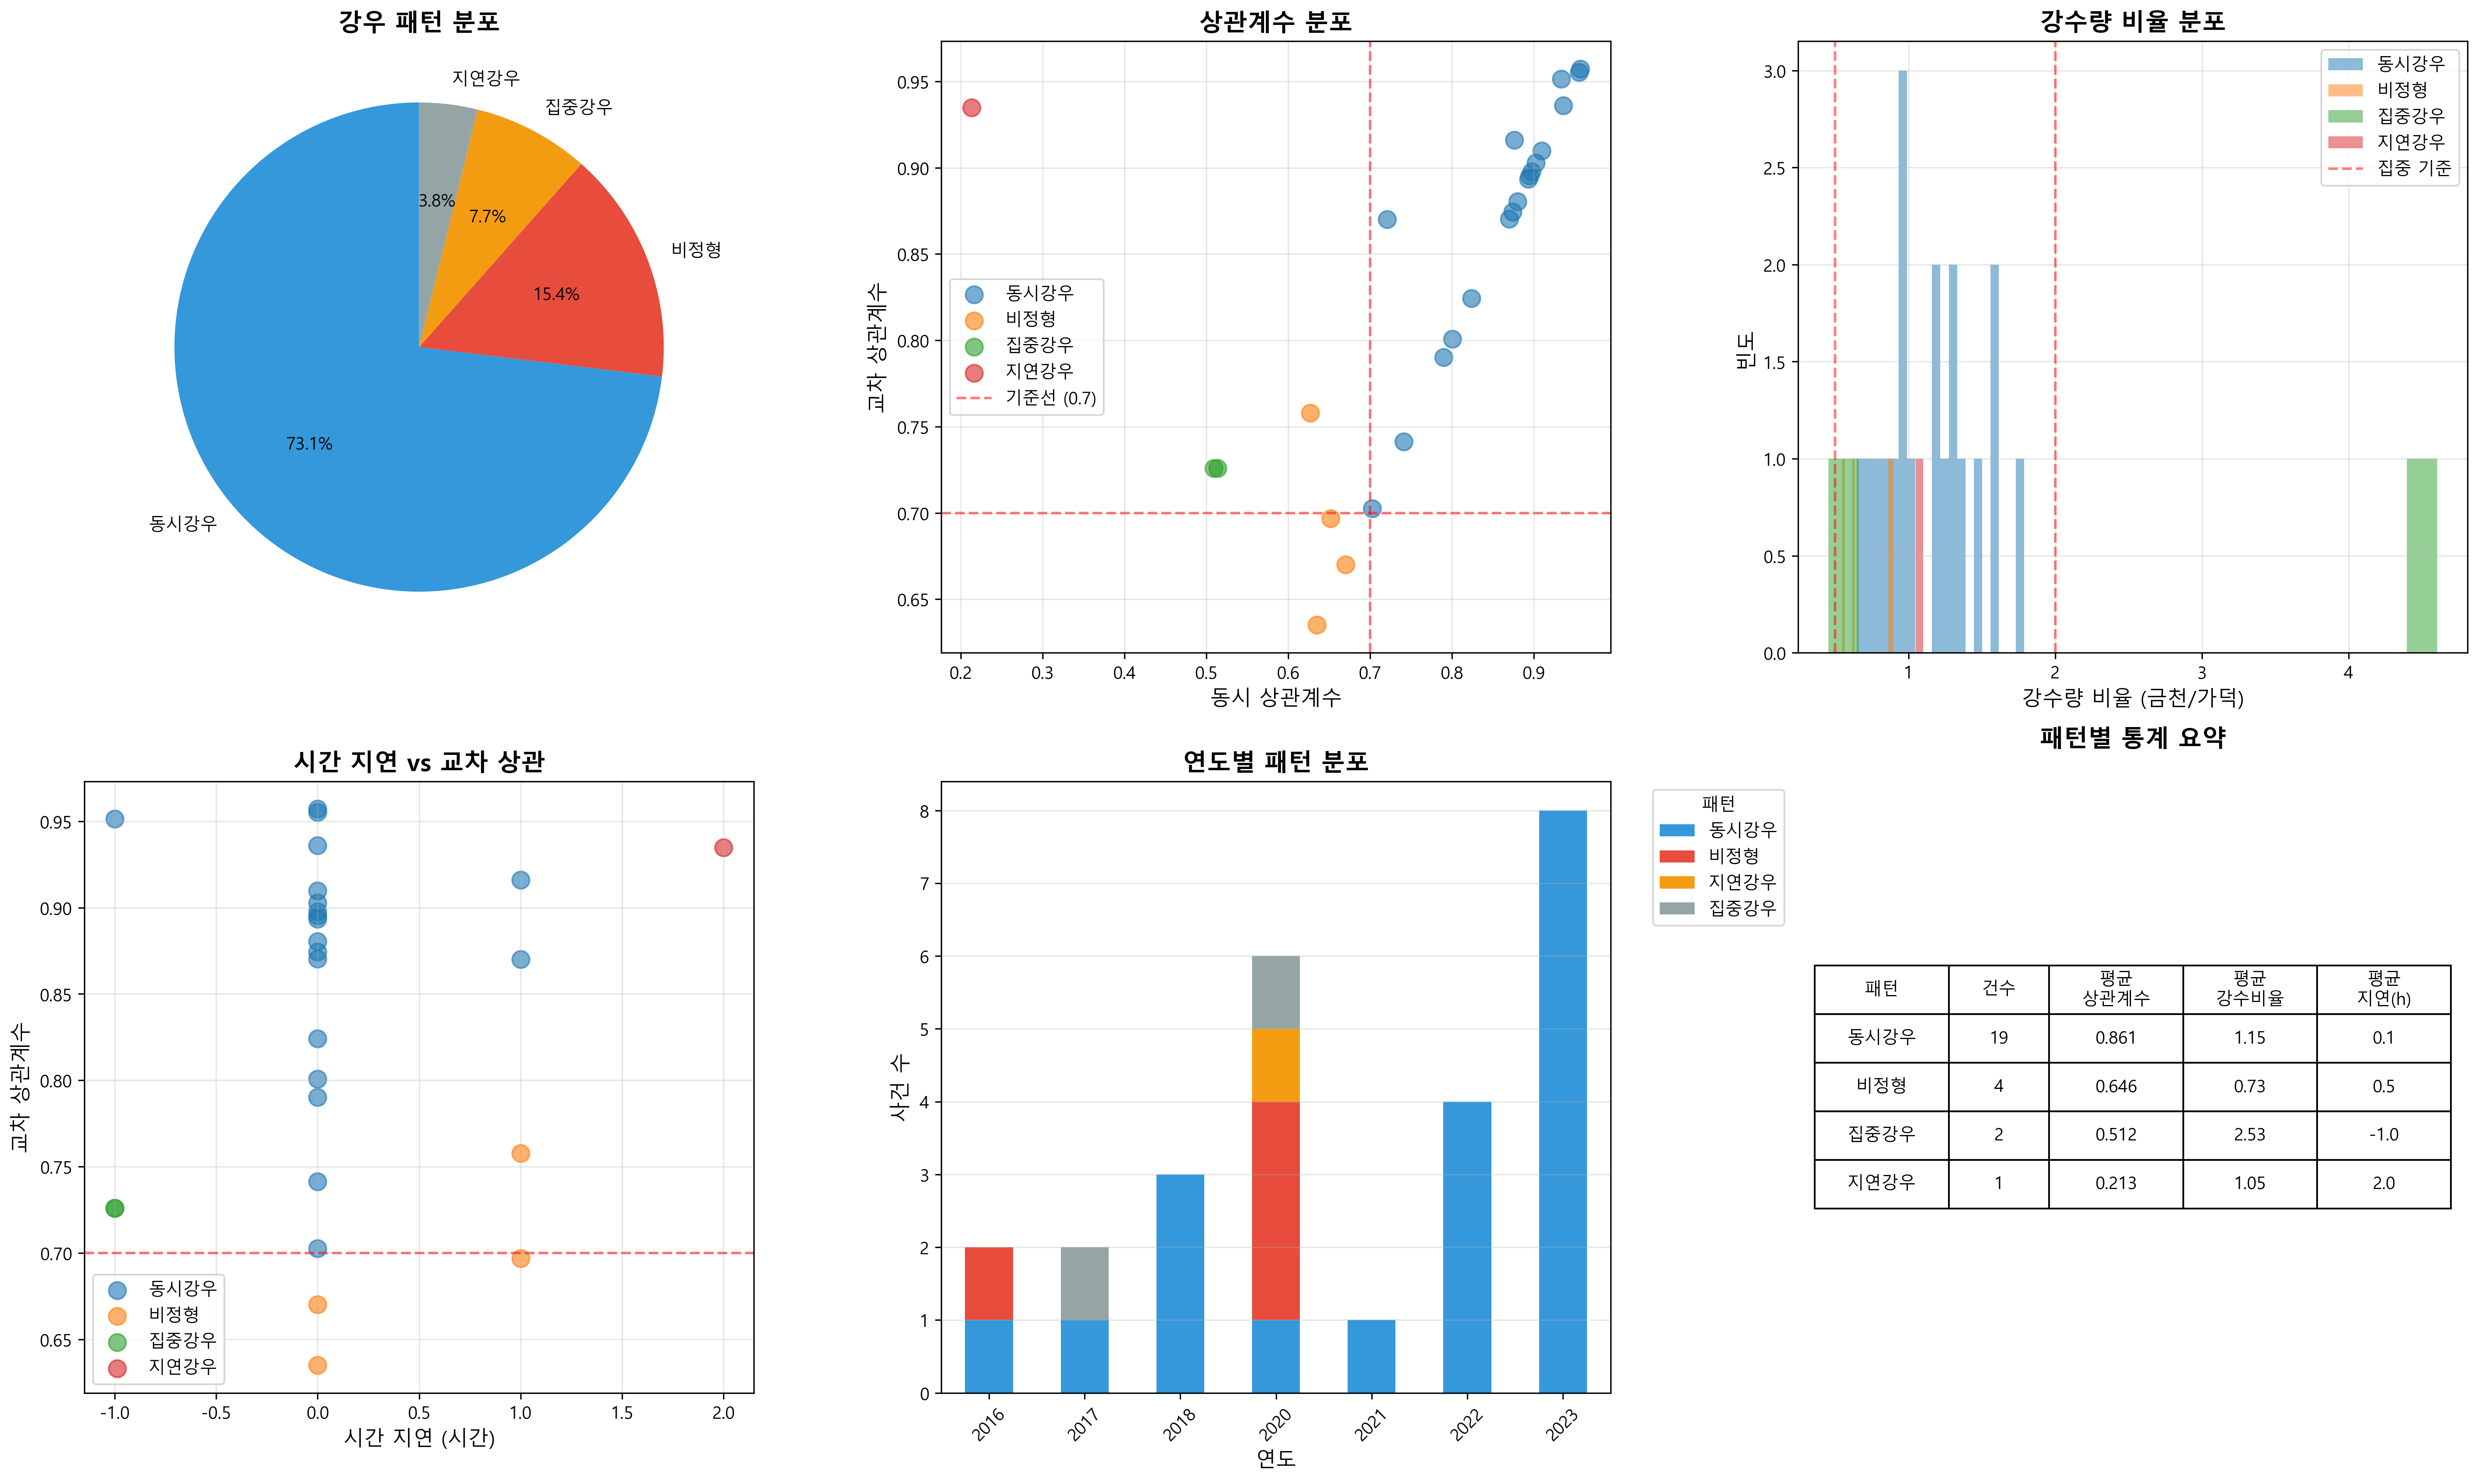 강우 패턴 분포
지연강우
집중강우
비정형
동시강우
3.8%
7.7%
15.4%
73.1%
상관계수 분포
교차 상관계수
0.95
0.90
0.85
0.80
0.75
0.70
0.65
동시강우
비정형
집중강우
지연강우
기준선 (0.7)
0.2 0.3 0.4 0.5 0.6 0.7 0.8 0.9
동시 상관계수
강수량 비율 분포
빈도
3.0
2.5
2.0
1.5
1.0
0.5
0.0
동시강우
비정형
집중강우
지연강우
집중 기준
1 2 3 4
강수량 비율 (금천/가덕)
시간 지연 vs 교차 상관
교차 상관계수
0.95
0.90
0.85
0.80
0.75
0.70
0.65
동시강우
비정형
집중강우
지연강우
-1.0 -0.5 0.0 0.5 1.0 1.5 2.0
시간 지연 (시간)
연도별 패턴 분포
사건 수
8
7
6
5
4
3
2
1
0
2016 2017 2018 2020 2021 2022 2023
연도
패턴
동시강우
비정형
지연강우
집중강우
패턴별 통계 요약
패턴 건수 평균 상관계수 평균 강수비율 평균 지연(h)
동시강우 19 0.861 1.15 0.1
비정형 4 0.646 0.73 0.5
집중강우 2 0.512 2.53 -1.0
지연강우 1 0.213 1.05 2.0